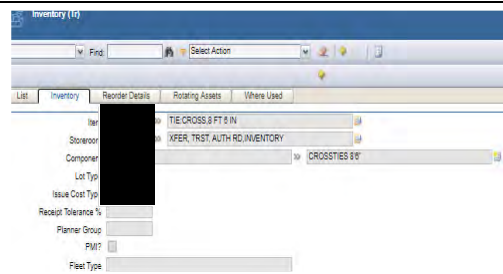 Inventory (Tr)
Find: Select Action
List Inventory Reorder Details Rotating Assets Where Used
Iter TIE:CROSS,8 FT 6 IN
Storeroor XFER, TRST, AUTH RD,INVENTORY
Componer CROSSTIES 8'6"
Lot Typ
Issue Cost Typ
Receipt Tolerance %
Planner Group
PMI?
Fleet Type